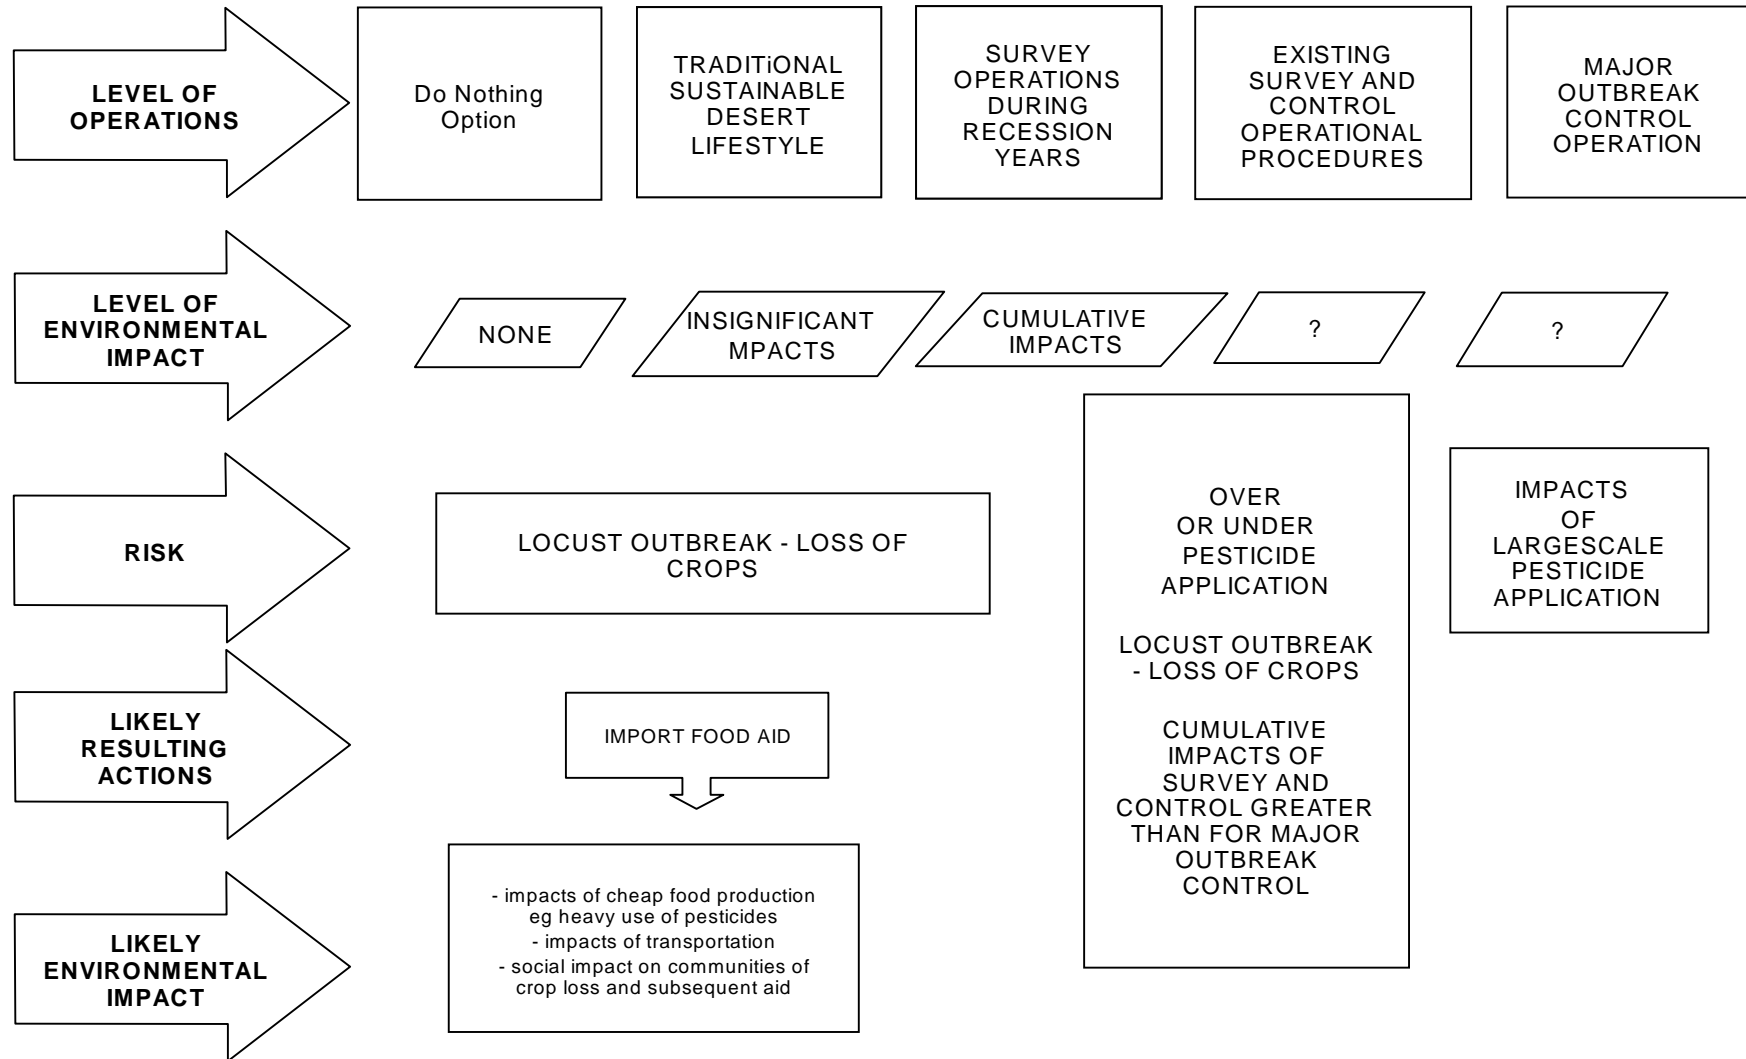 LEVEL OF
OPERATIONS
Do Nothing
Option
TRADITiONAL
SUSTAINABLE
DESERT
LIFESTYLE
SURVEY
OPERATIONS
DURING
RECESSION
YEARS
EXISTING
SURVEY AND
CONTROL
OPERATIONAL
PROCEDURES
MAJOR
OUTBREAK
CONTROL
OPERATION
LEVEL OF
ENVIRONMENTAL
IMPACT
NONE
INSIGNIFICANT
MPACTS
CUMULATIVE
IMPACTS
?
?
RISK
LOCUST OUTBREAK - LOSS OF
CROPS
OVER
OR UNDER
PESTICIDE
APPLICATION
LOCUST OUTBREAK
- LOSS OF CROPS
CUMULATIVE
IMPACTS OF
SURVEY AND
CONTROL GREATER
THAN FOR MAJOR
OUTBREAK
CONTROL
IMPACTS
OF
LARGESCALE
PESTICIDE
APPLICATION
LIKELY
RESULTING
ACTIONS
IMPORT FOOD AID
LIKELY
ENVIRONMENTAL
IMPACT
- impacts of cheap food production
eg heavy use of pesticides
- impacts of transportation
- social impact on communities of
crop loss and subsequent aid